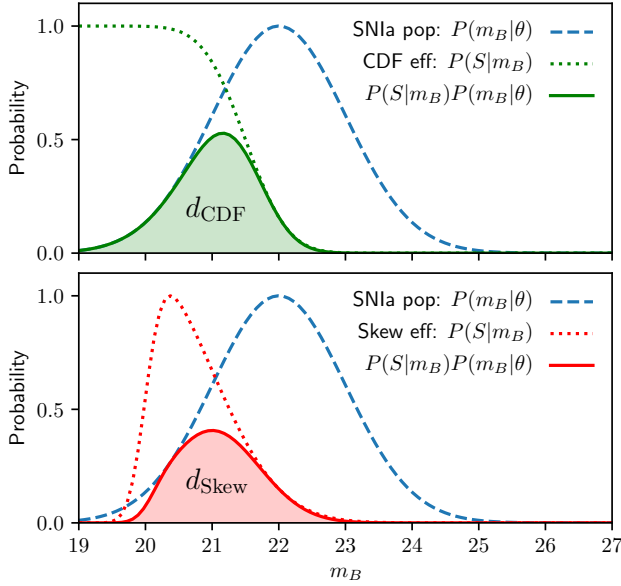 SNIa pop: P(m_B|θ)
CDF eff: P(S|m_B)
P(S|m_B)P(m_B|θ)
1.0
0.5
0.0
Probability
d_CDF
SNIa pop: P(m_B|θ)
Skew eff: P(S|m_B)
P(S|m_B)P(m_B|θ)
1.0
0.5
0.0
Probability
d_Skew
19 20 21 22 23 24 25 26 27
m_B